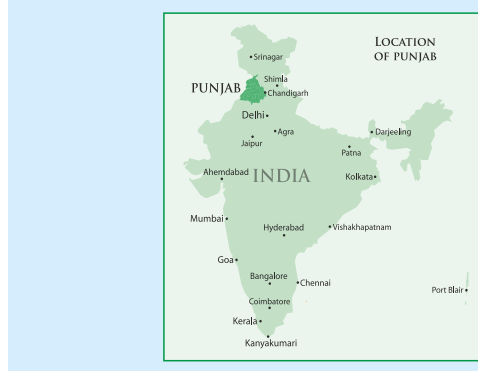 LOCATION
OF PUNJAB
Srinagar
Shimla
PUNJAB
Chandigarh
Delhi
Agra
Jaipur
Darjeeling
Patna
Ahemdabad
INDIA
Kolkata
Mumbai
Hyderabad
Vishakhapatnam
Goa
Bangalore
Chennai
Port Blair
Coimbatore
Kerala
Kanyakumari